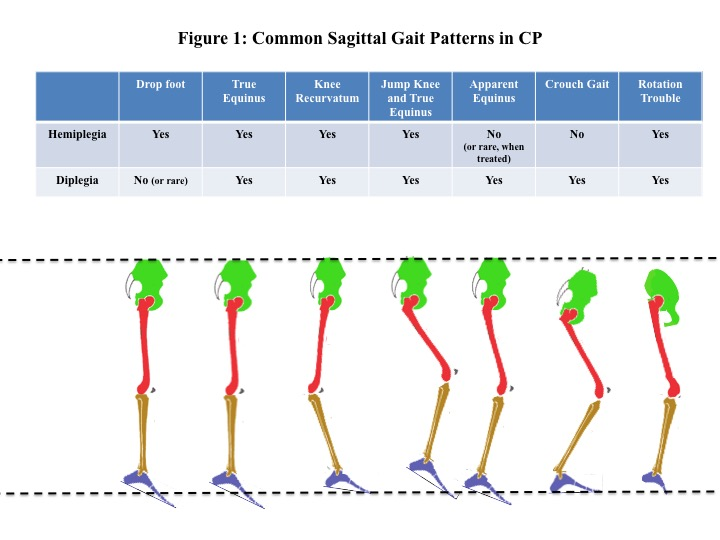 Figure 1: Common Sagittal Gait Patterns in CP
Drop foot
True
Equinus
Knee
Recurvatum
Jump Knee
and True
Equinus
Apparent
Equinus
Crouch Gait
Rotation
Trouble
Hemiplegia
Yes
Yes
Yes
Yes
No
(or rare, when
treated)
No
Yes
Diplegia
No (or rare)
Yes
Yes
Yes
Yes
Yes
Yes